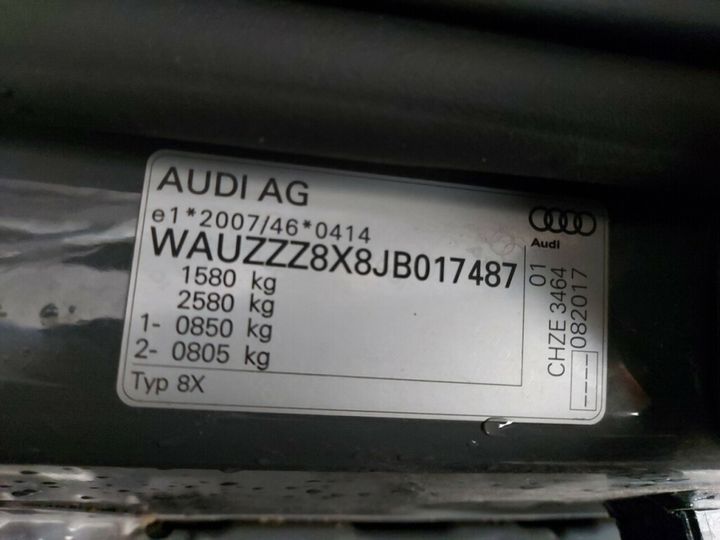 AUDI AG
e1*2007/46*0414
WAUZZZ8X8JB017487
1580 kg
2580 kg
1- 0850 kg
2- 0805 kg
Typ 8X
Audi
01
CHZE 3464
----082017